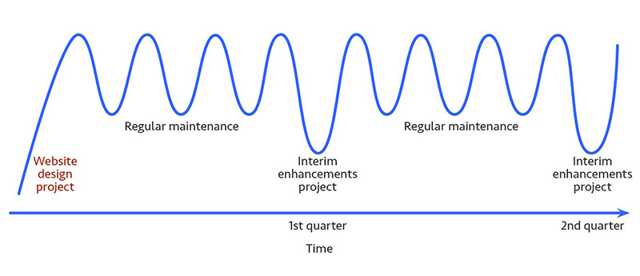 Regular maintenance
Regular maintenance
Website
design
project
Interim
enhancements
project
Interim
enhancements
project
1st quarter
2nd quarter
Time